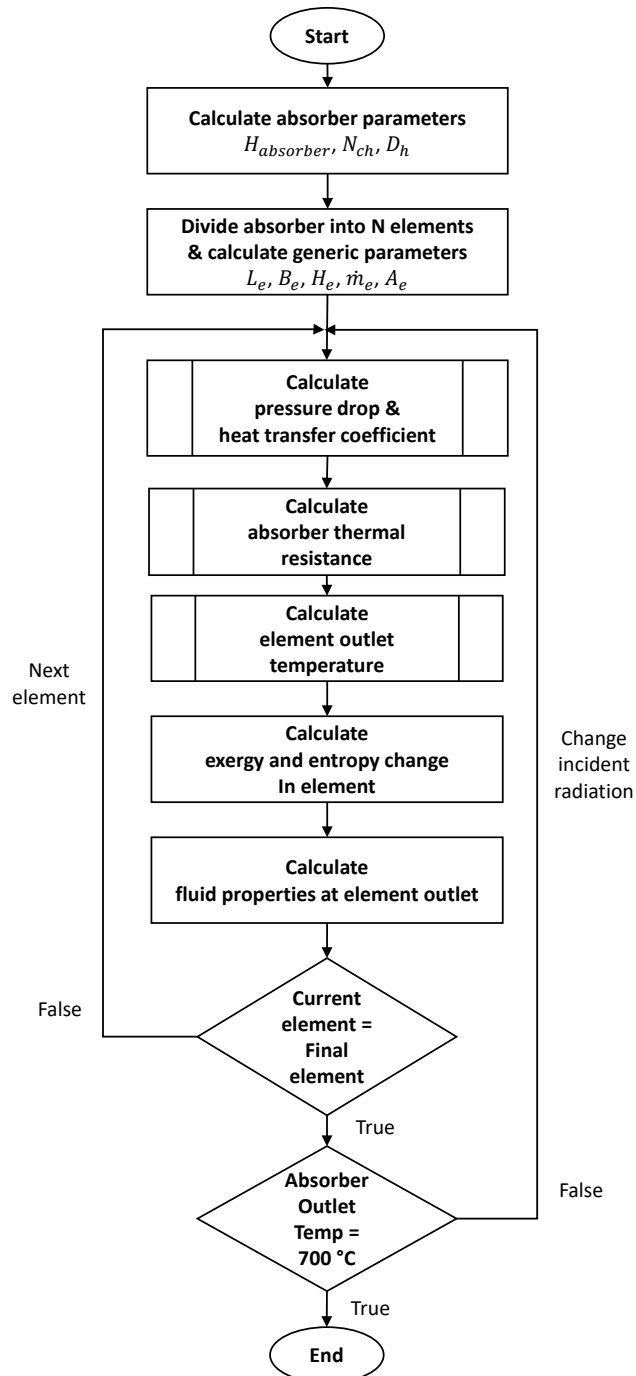 Start
Calculate absorber parameters
H_absorber, N_ch, D_h
Divide absorber into N elements
& calculate generic parameters
L_e, B_e, H_e, ṁ_e, A_e
Calculate
pressure drop &
heat transfer coefficient
Calculate
absorber thermal
resistance
Calculate
element outlet
temperature
Next
element
Calculate
exergy and entropy change
In element
Change
incident
radiation
Calculate
fluid properties at element outlet
False
Current
element =
Final
element
True
Absorber
Outlet
Temp =
700 °C
False
True
End